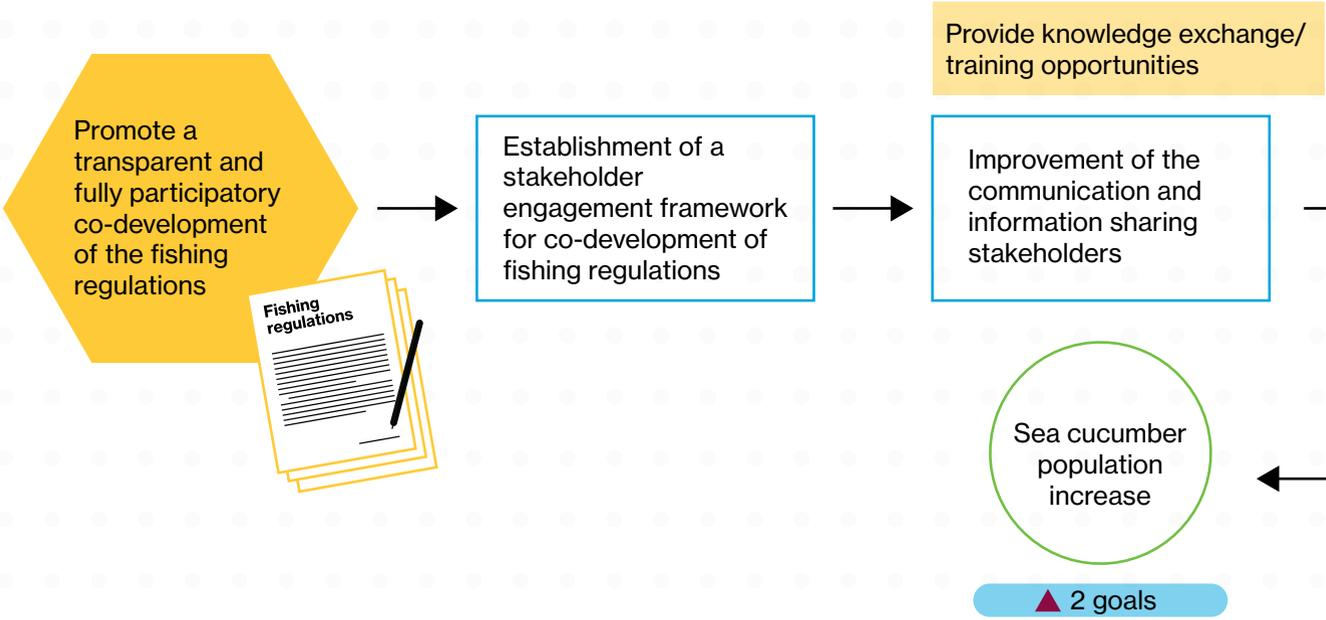 Provide knowledge exchange/
training opportunities
Promote a
transparent and
fully participatory
co-development
of the fishing
regulations
Fishing
regulations
Establishment of a
stakeholder
engagement framework
for co-development of
fishing regulations
Improvement of the
communication and
information sharing
stakeholders
Sea cucumber
population
increase
2 goals